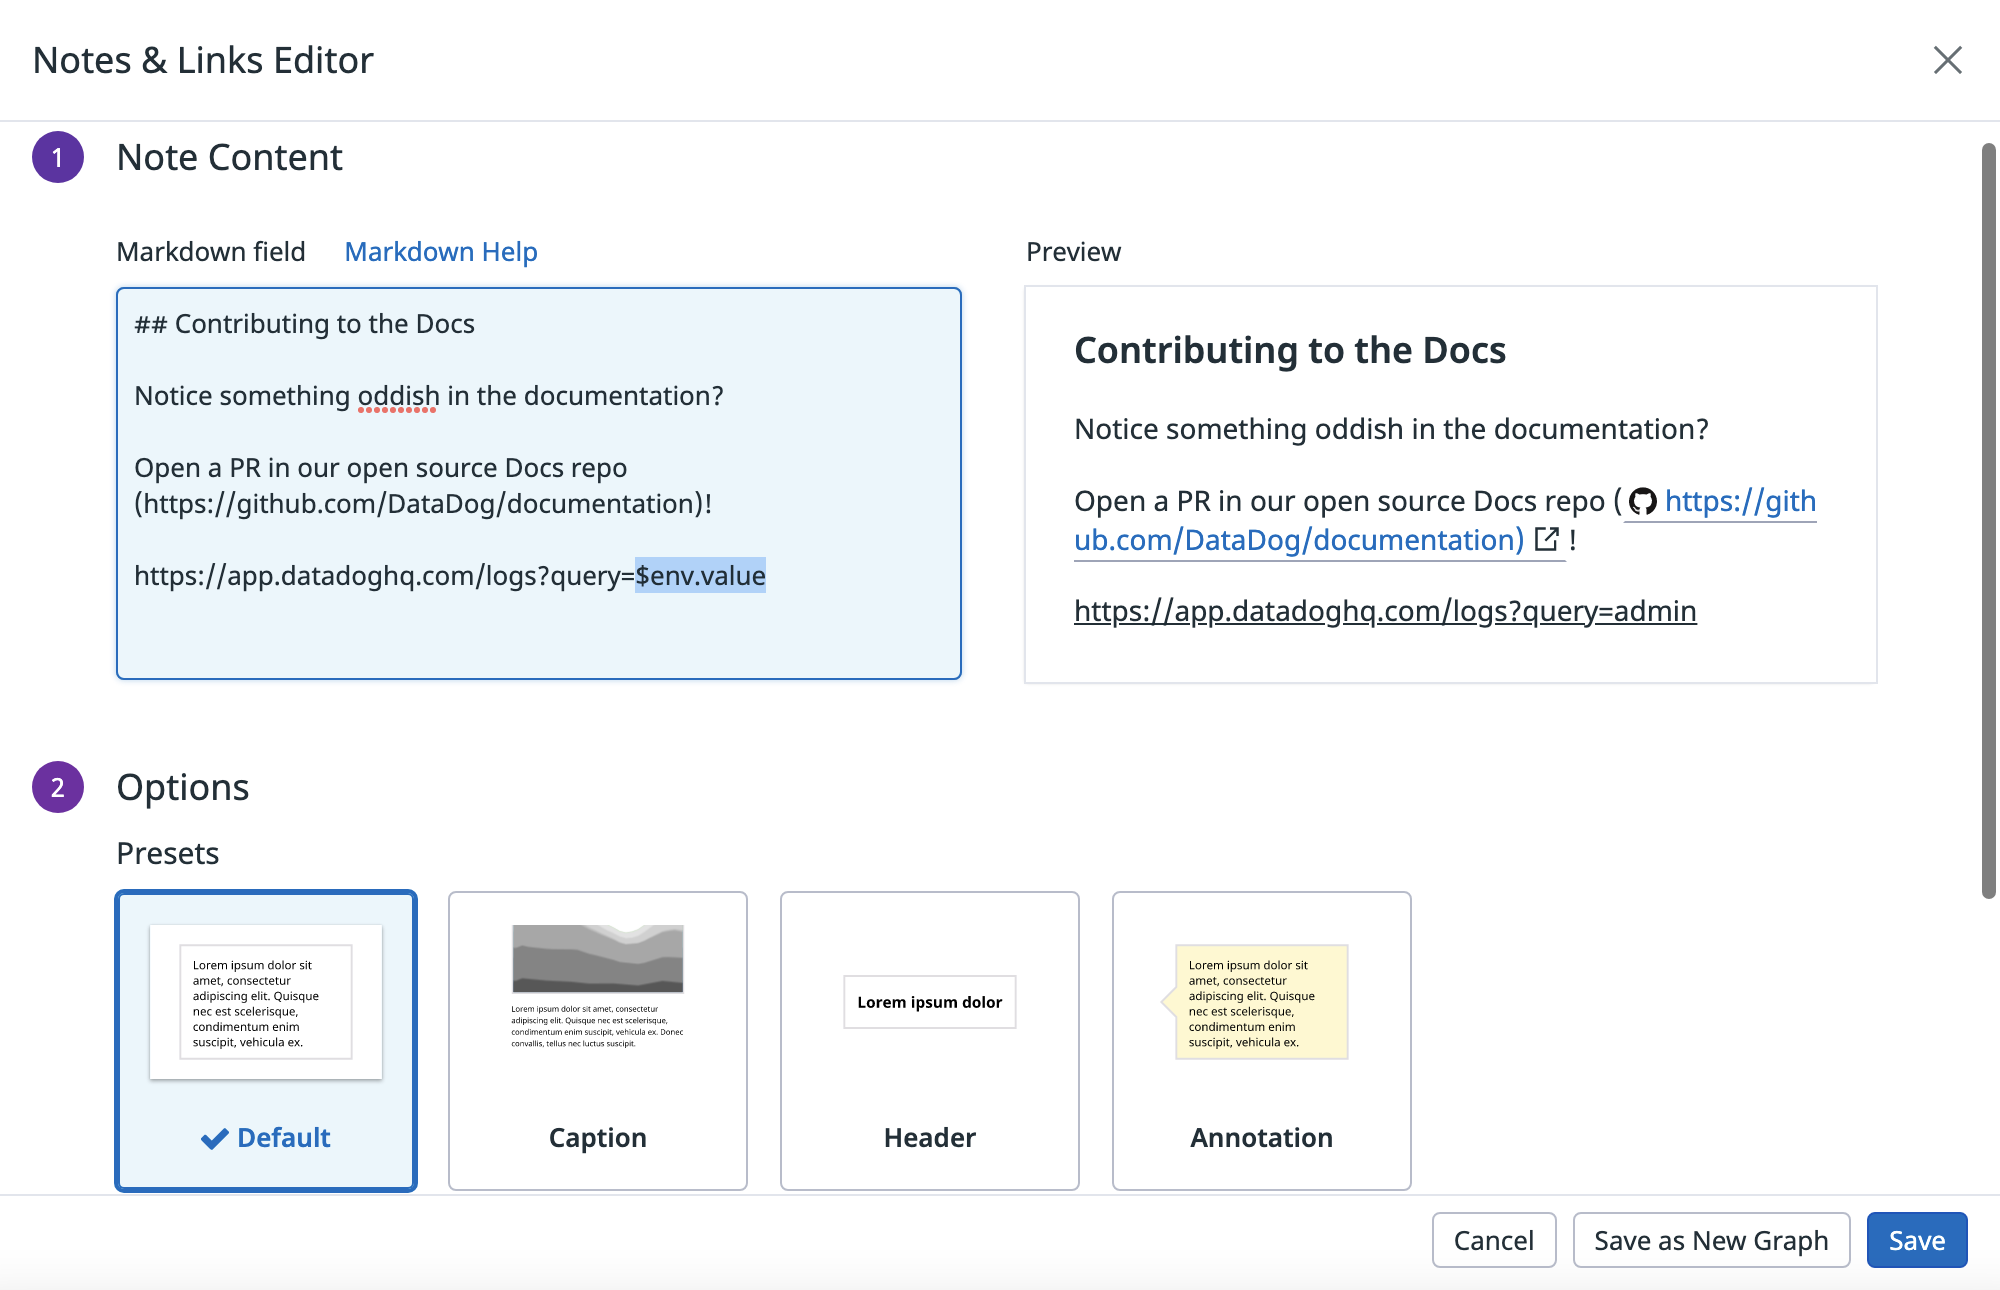 Notes & Links Editor
1
Note Content
Markdown field
Markdown Help
## Contributing to the Docs
Notice something oddish in the documentation?
Open a PR in our open source Docs repo
(https://github.com/DataDog/documentation)!
https://app.datadoghq.com/logs?query=$env.value
Preview
Contributing to the Docs
Notice something oddish in the documentation?
Open a PR in our open source Docs repo ( https://gith
ub.com/DataDog/documentation) !
https://app.datadoghq.com/logs?query=admin
2
Options
Presets
Lorem ipsum dolor sit
amet, consectetur
adipiscing elit. Quisque
nec est scelerisque,
condimentum enim
suscipit, vehicula ex.
Default
Lorem ipsum dolor sit amet, consectetur
adipiscing elit. Quisque nec est scelerisque,
condimentum enim suscipit, vehicula ex. Donec
convallis, tellus nec luctus suscipit.
Caption
Lorem ipsum dolor
Header
Lorem ipsum dolor sit
amet, consectetur
adipiscing elit. Quisque
nec est scelerisque,
condimentum enim
suscipit, vehicula ex.
Annotation
Cancel
Save as New Graph
Save